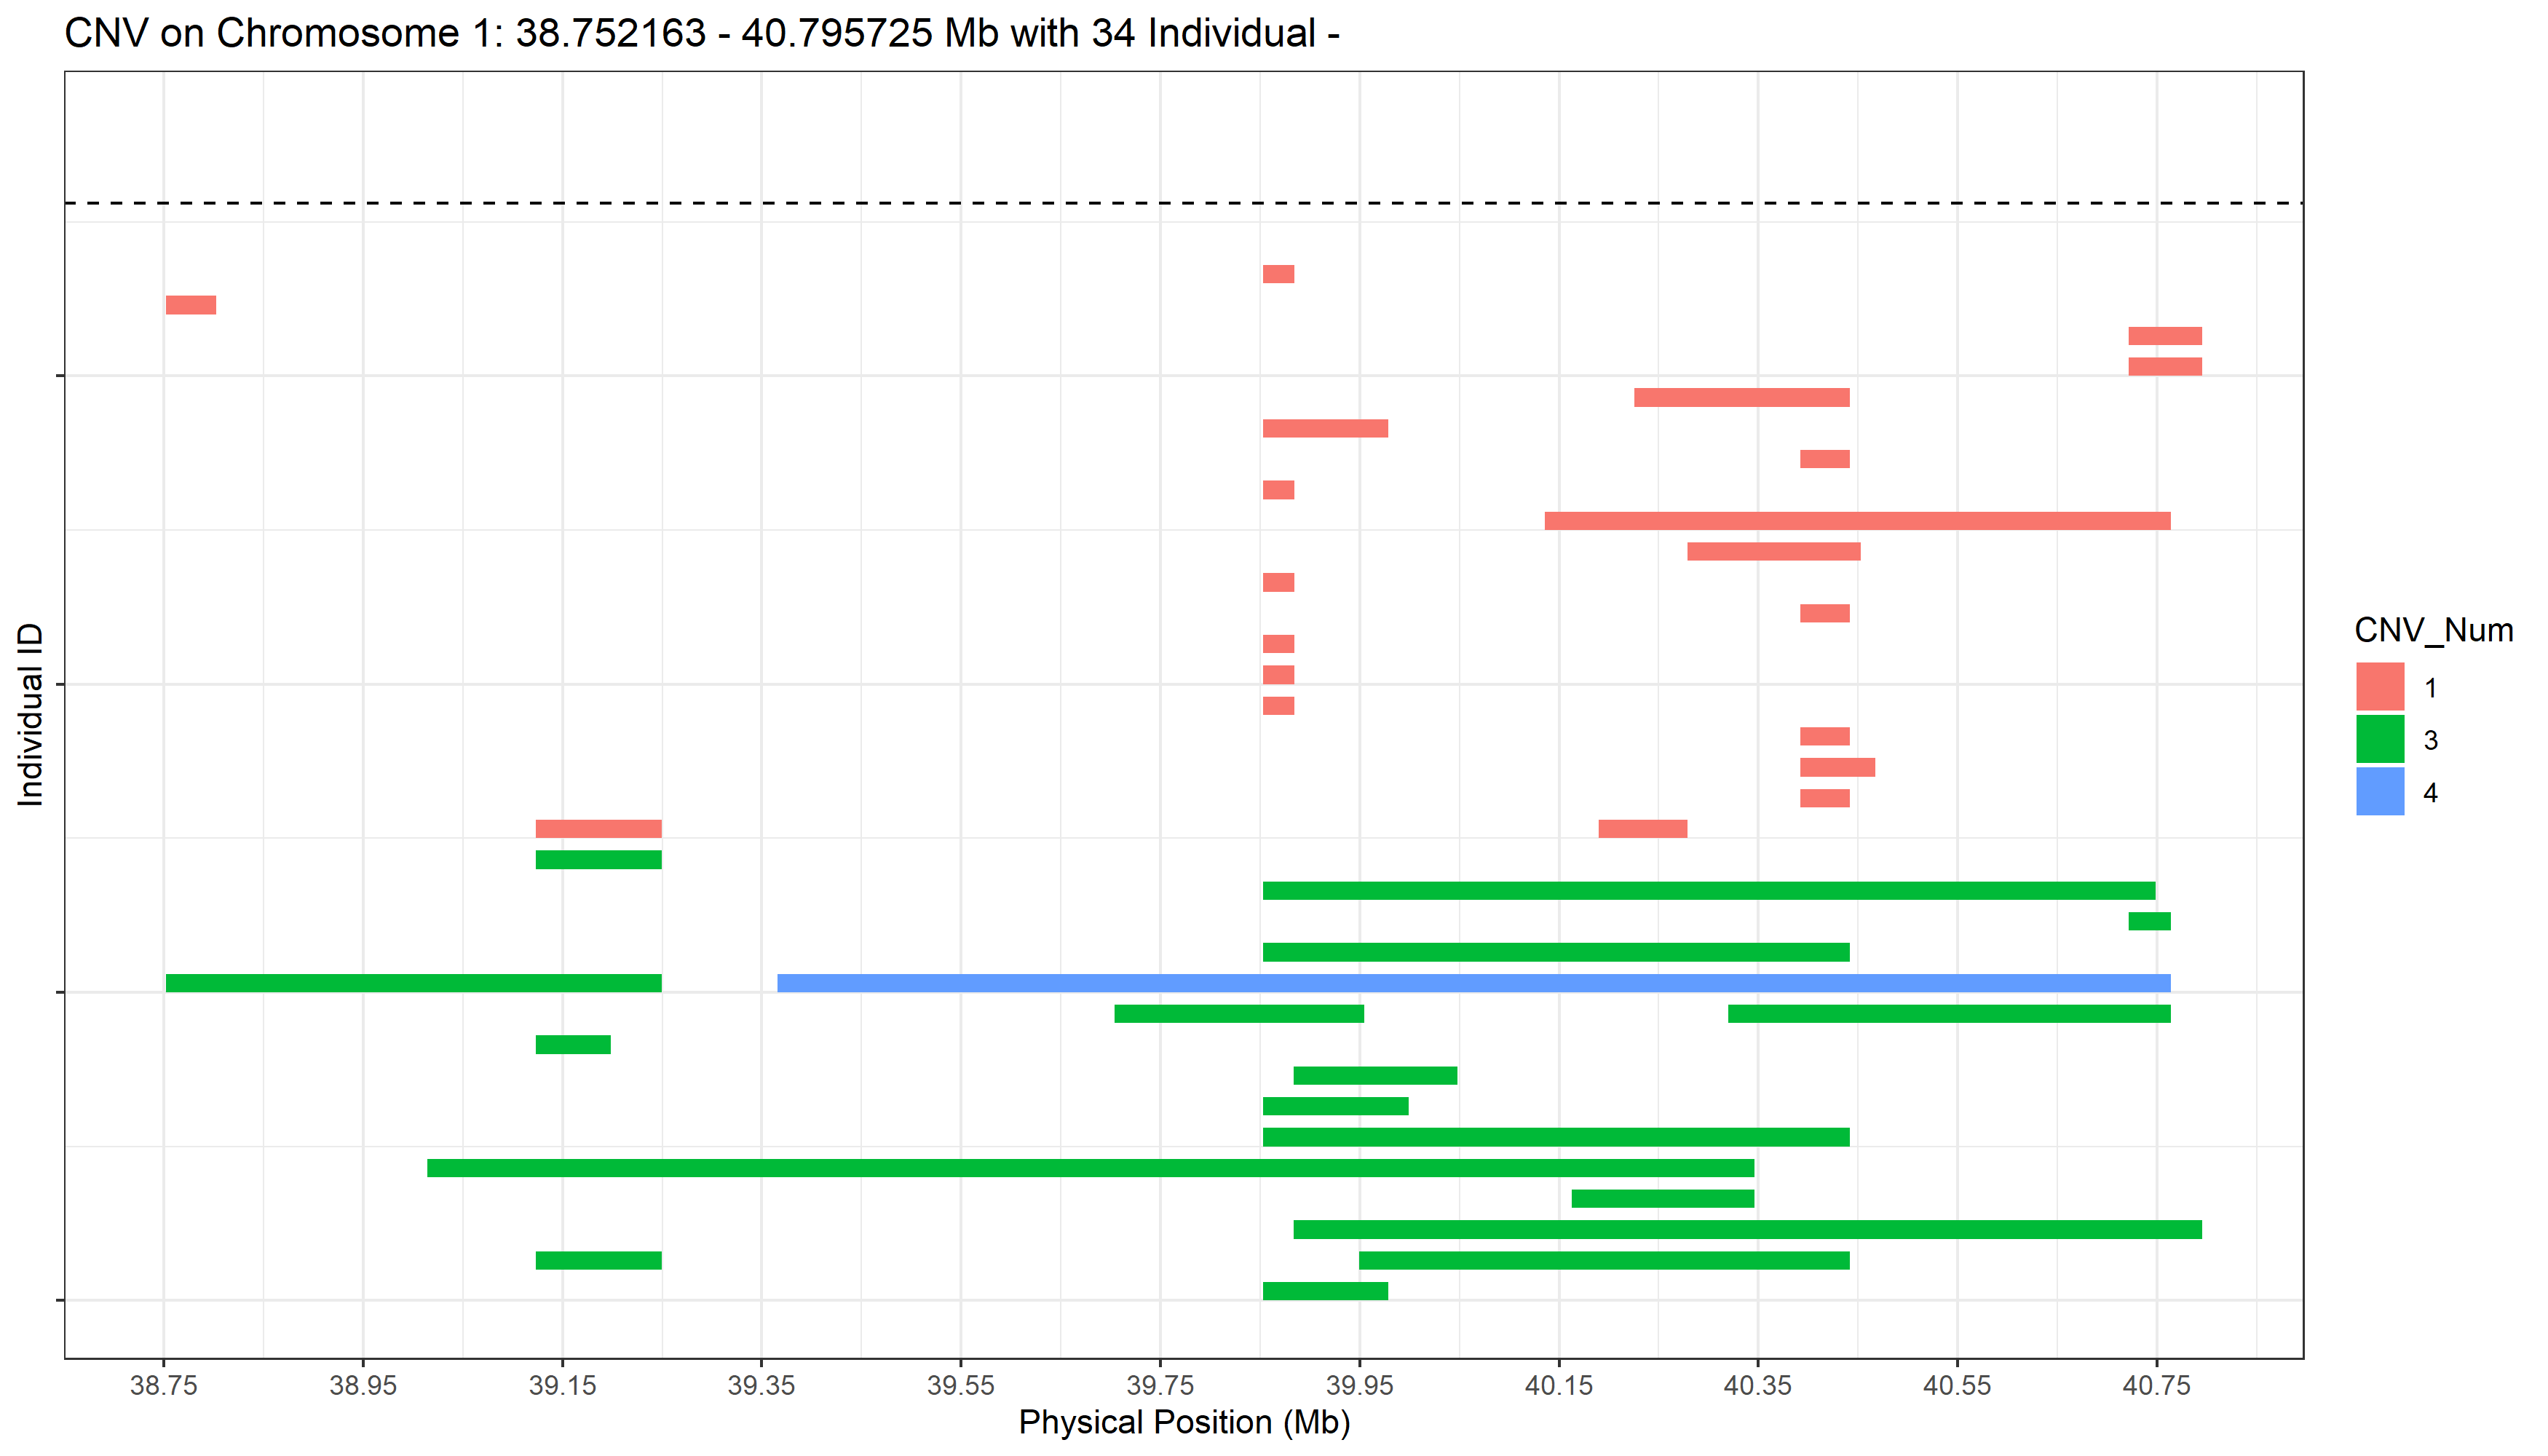 CNV on Chromosome 1: 38.752163 - 40.795725 Mb with 34 Individual -
Individual ID
CNV_Num
1
3
4
38.75 38.95 39.15 39.35 39.55 39.75 39.95 40.15 40.35 40.55 40.75
Physical Position (Mb)